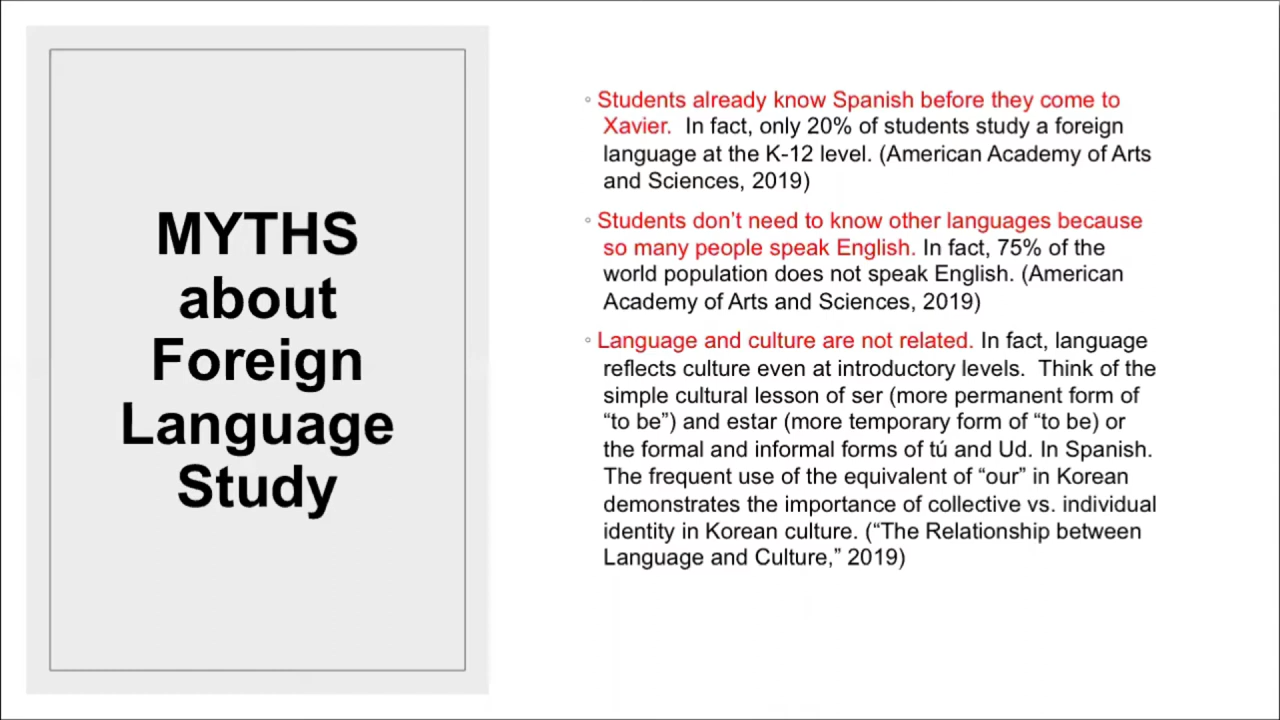 MYTHS
about
Foreign
Language
Study
◦ Students already know Spanish before they come to
Xavier.  In fact, only 20% of students study a foreign
language at the K-12 level. (American Academy of Arts
and Sciences, 2019)
◦ Students don’t need to know other languages because
so many people speak English. In fact, 75% of the
world population does not speak English. (American
Academy of Arts and Sciences, 2019)
◦ Language and culture are not related. In fact, language
reflects culture even at introductory levels.  Think of the
simple cultural lesson of ser (more permanent form of
“to be”) and estar (more temporary form of “to be) or
the formal and informal forms of tú and Ud. In Spanish.
The frequent use of the equivalent of “our” in Korean
demonstrates the importance of collective vs. individual
identity in Korean culture. (“The Relationship between
Language and Culture,” 2019)